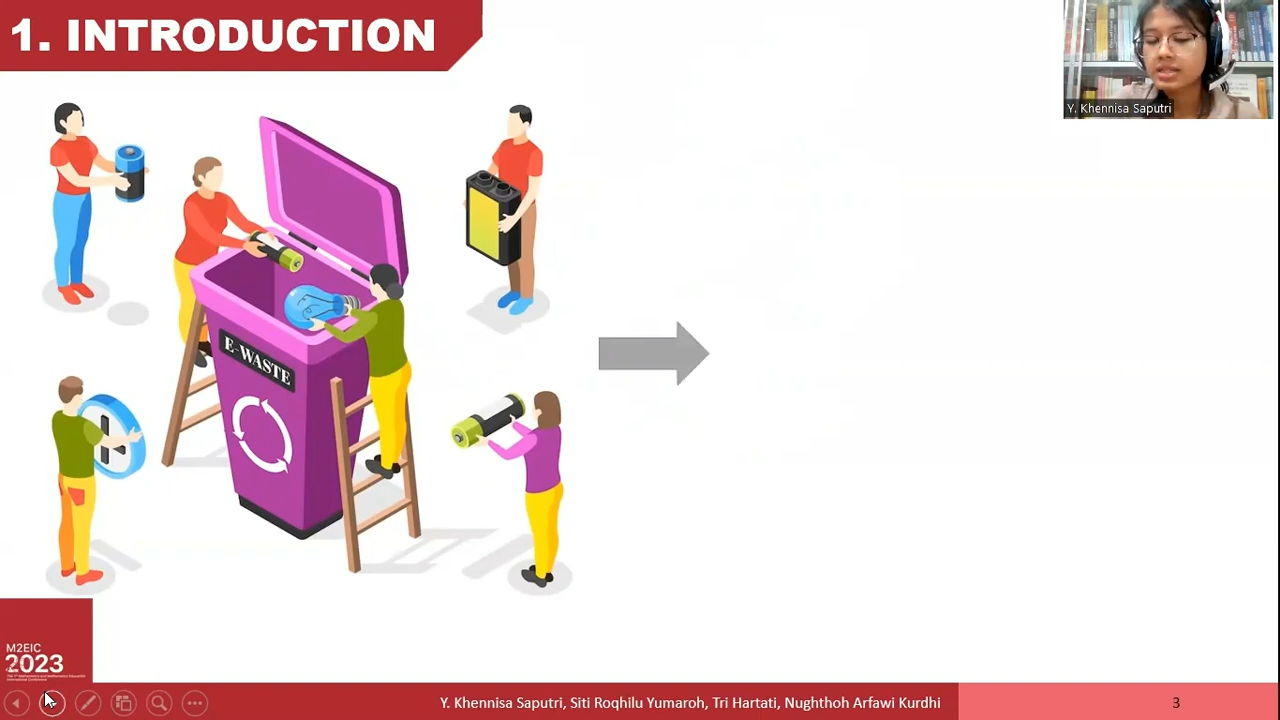 1. INTRODUCTION
Y. Khennisa Saputri
E-WASTE
M2EIC
2023
Y. Khennisa Saputri, Siti Roqhilu Yumaroh, Tri Hartati, Nughthoh Arfawi Kurdhi
3